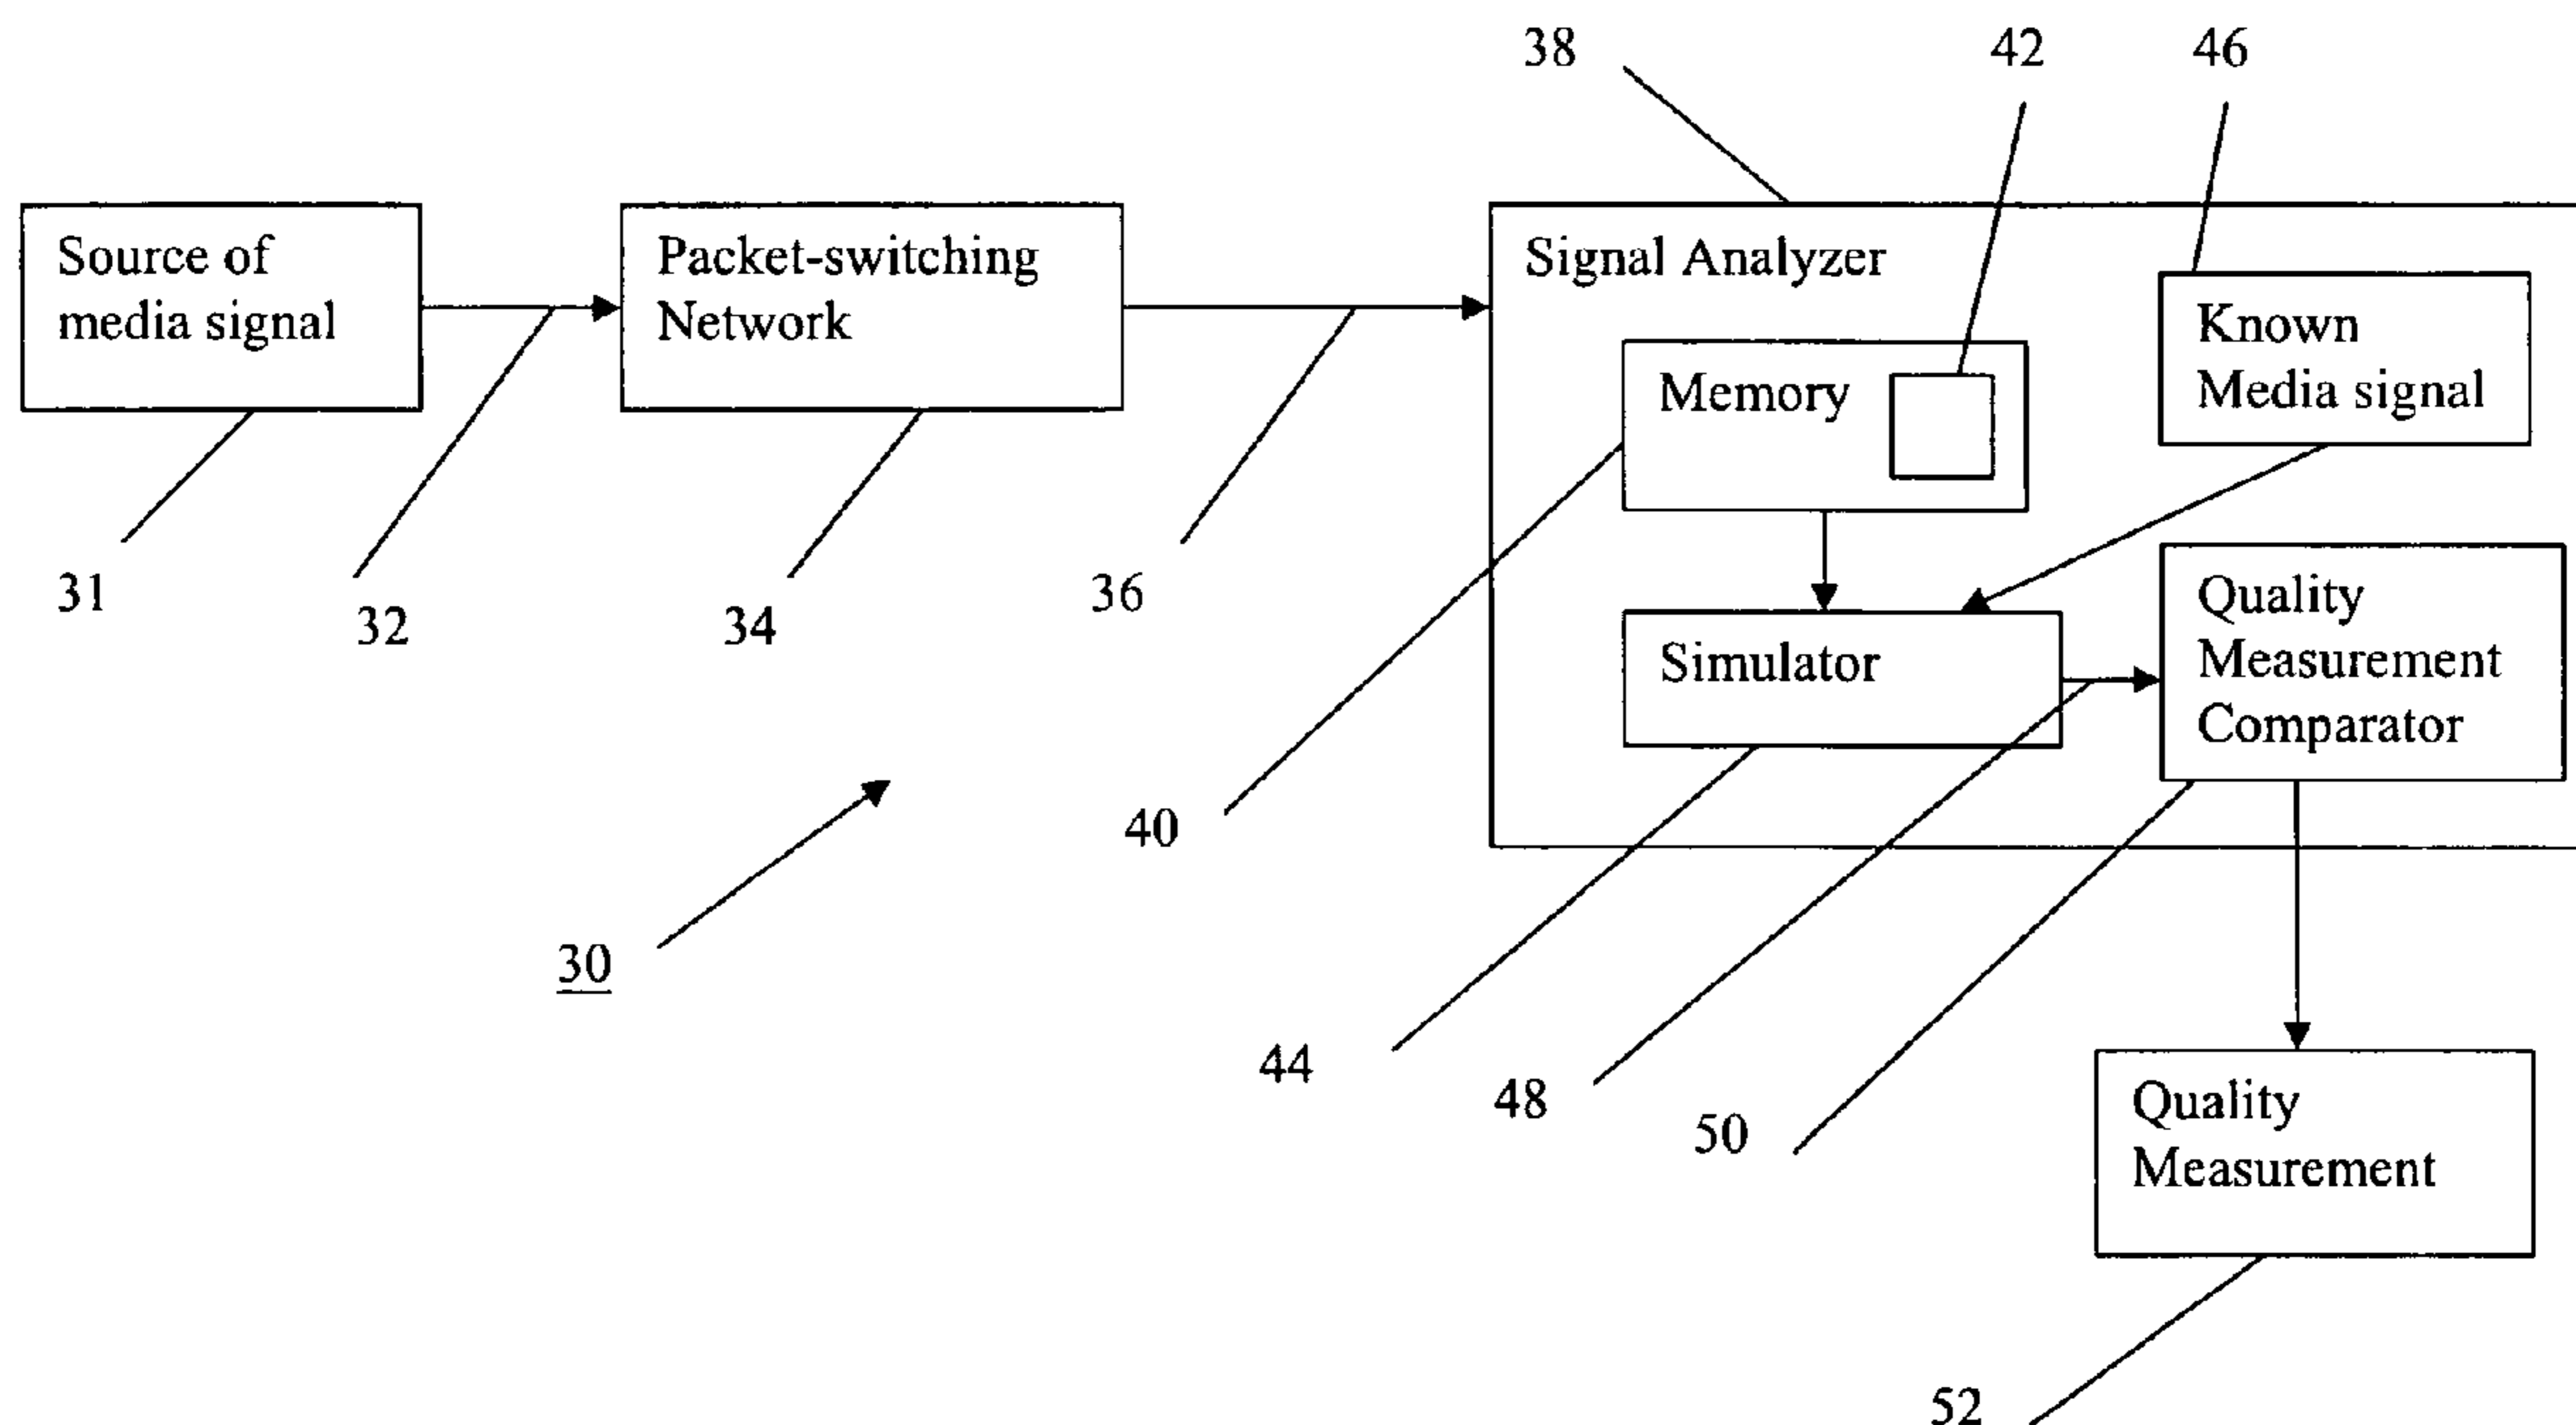 38
42
46
Source of
media signal
Packet-switching
Network
Signal Analyzer
Known
Media signal
Memory
31
32
34
36
Quality
Measurement
Comparator
Simulator
40
30
44
48
50
Quality
Measurement
52